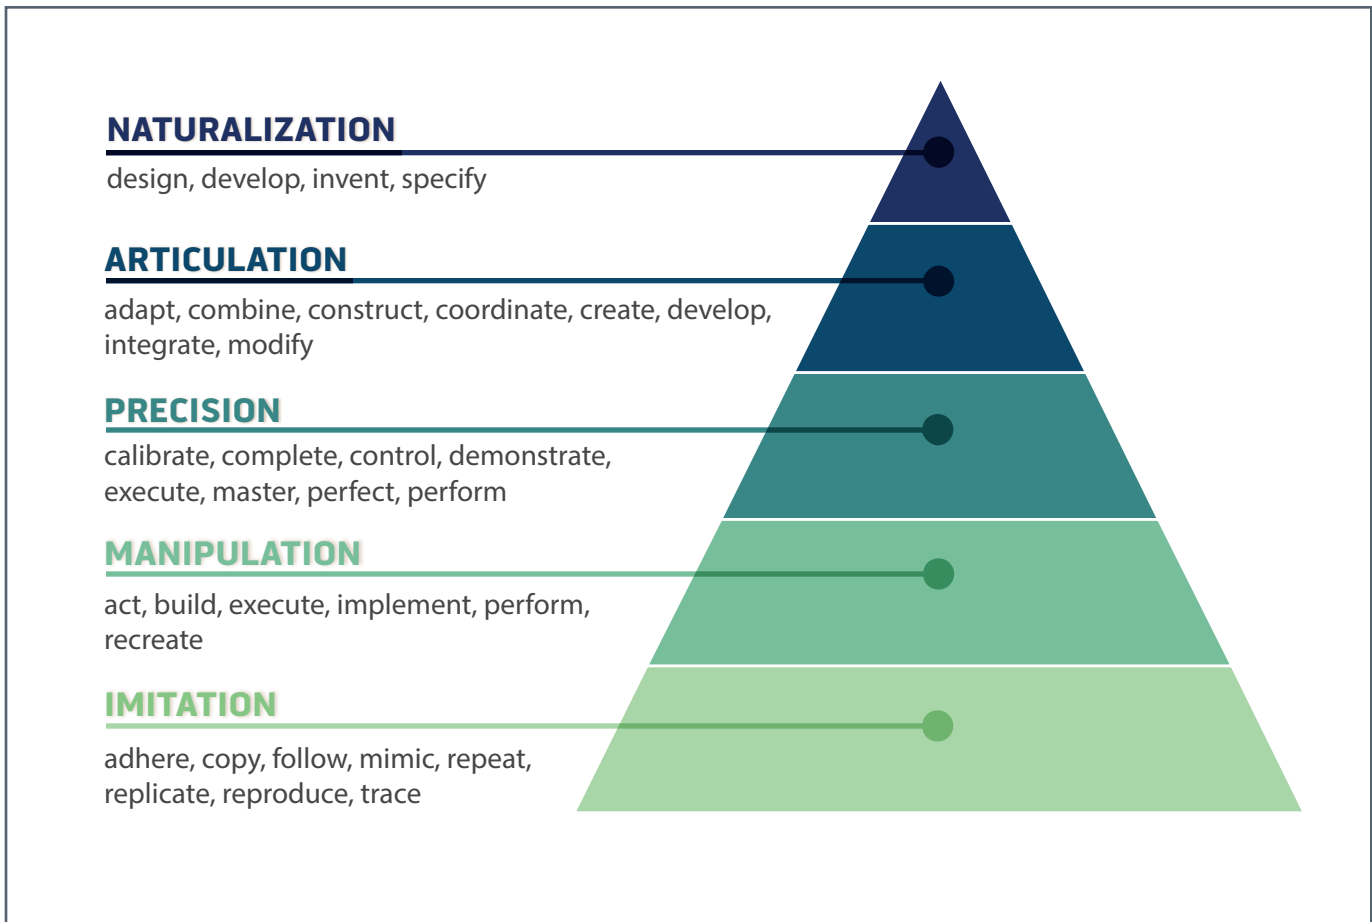 NATURALIZATION
design, develop, invent, specify
ARTICULATION
adapt, combine, construct, coordinate, create, develop,
integrate, modify
PRECISION
calibrate, complete, control, demonstrate,
execute, master, perfect, perform
MANIPULATION
act, build, execute, implement, perform,
recreate
IMITATION
adhere, copy, follow, mimic, repeat,
replicate, reproduce, trace